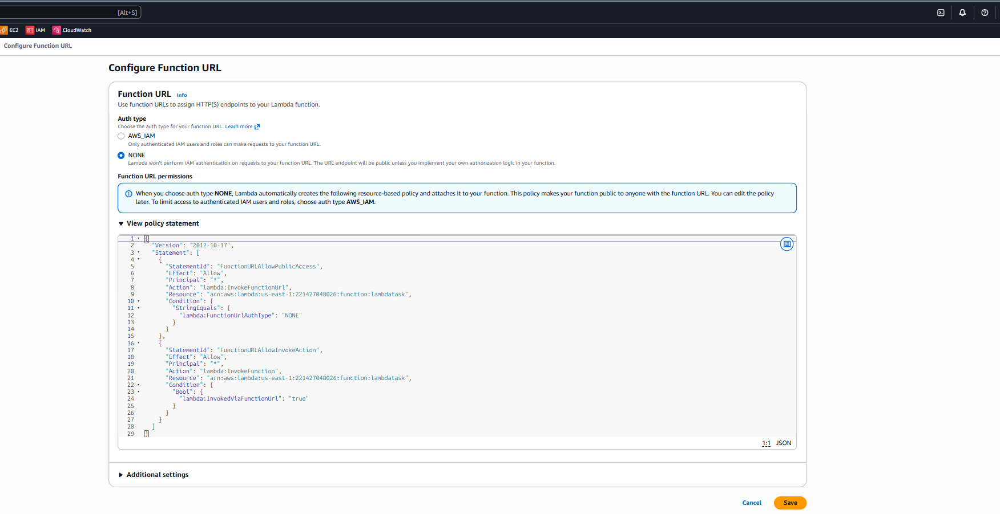 [Alt+S]
EC2 IAM CloudWatch
Configure Function URL
Configure Function URL
Function URL Info
Use function URLs to assign HTTP(S) endpoints to your Lambda function.
Auth type
Choose the auth type for your function URL. Learn more
AWS_IAM
Only authenticated IAM users and roles can make requests to your function URL.
NONE
Lambda won't perform IAM authentication on requests to your function URL. The URL endpoint will be public unless you implement your own authorization logic in your function.
Function URL permissions
When you choose auth type NONE, Lambda automatically creates the following resource-based policy and attaches it to your function. This policy makes your function public to anyone with the function URL. You can edit the policy
later. To limit access to authenticated IAM users and roles, choose auth type AWS_IAM.
View policy statement
1 {
2 "Version": "2012-10-17",
3 "Statement": [
4 {
5 "StatementId": "FunctionURLAllowPublicAccess",
6 "Effect": "Allow",
7 "Principal": "*",
8 "Action": "lambda:InvokeFunctionUrl",
9 "Resource": "arn:aws:lambda:us-east-1:221427048026:function:lambdatask",
10 "Condition": {
11 "StringEquals": {
12 "lambda:FunctionUrlAuthType": "NONE"
13 }
14 }
15 },
16 {
17 "StatementId": "FunctionURLAllowInvokeAction",
18 "Effect": "Allow",
19 "Principal": "*",
20 "Action": "lambda:InvokeFunction",
21 "Resource": "arn:aws:lambda:us-east-1:221427048026:function:lambdatask",
22 "Condition": {
23 "Bool": {
24 "lambda:InvokedViaFunctionUrl": "true"
25 }
26 }
27 }
28 ]
29 }
1:1 JSON
Additional settings
Cancel Save